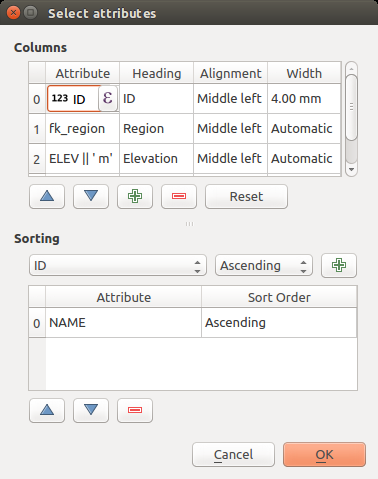 Select attributes
Columns
Attribute Heading Alignment Width
0 123 ID ε ID Middle left 4.00 mm
1 fk_region Region Middle left Automatic
2 ELEV || ' m' Elevation Middle left Automatic
Reset
Sorting
ID Ascending
Attribute Sort Order
0 NAME Ascending
Cancel OK